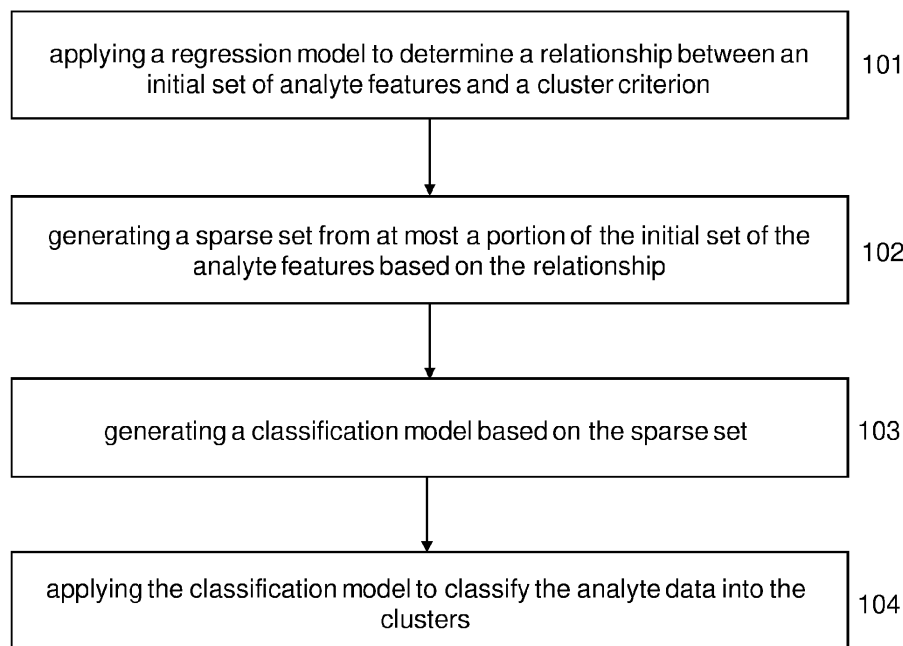 applying a regression model to determine a relationship between an
initial set of analyte features and a cluster criterion
101
generating a sparse set from at most a portion of the initial set of the
analyte features based on the relationship
102
generating a classification model based on the sparse set
103
applying the classification model to classify the analyte data into the
clusters
104